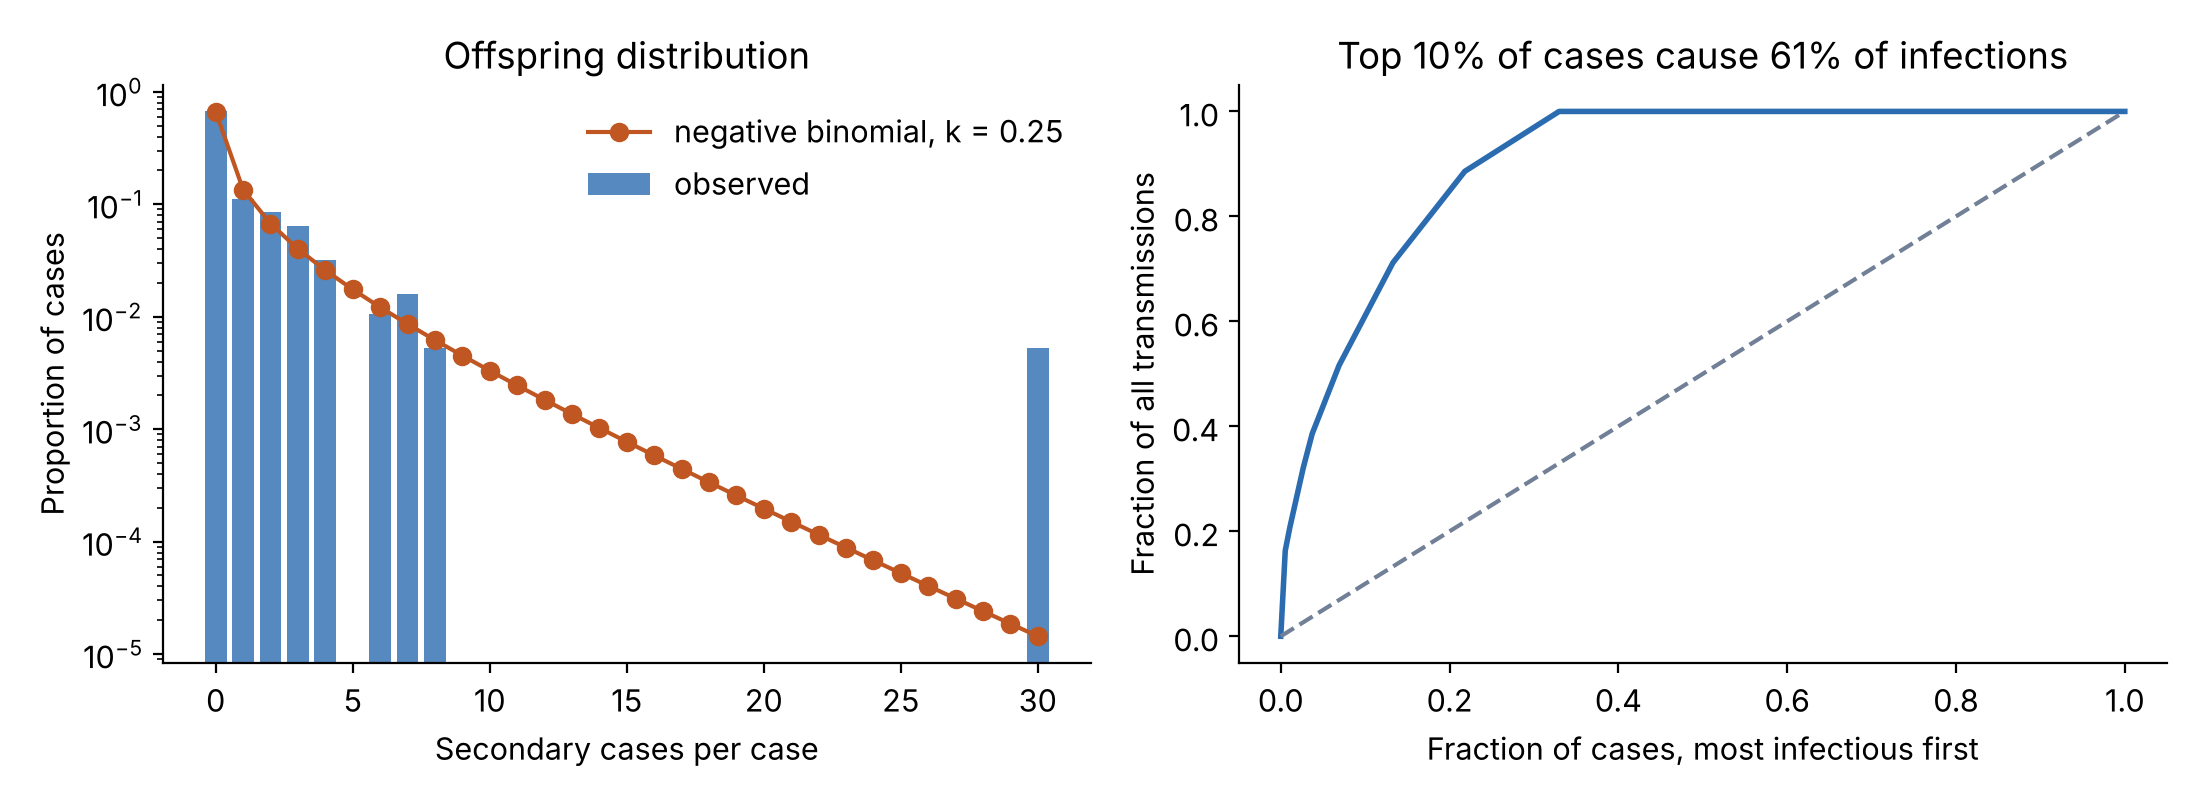 Offspring distribution
negative binomial, k = 0.25
observed
Proportion of cases
10⁰
10⁻¹
10⁻²
10⁻³
10⁻⁴
10⁻⁵
0 5 10 15 20 25 30
Secondary cases per case
Top 10% of cases cause 61% of infections
Fraction of all transmissions
1.0
0.8
0.6
0.4
0.2
0.0
0.0 0.2 0.4 0.6 0.8 1.0
Fraction of cases, most infectious first